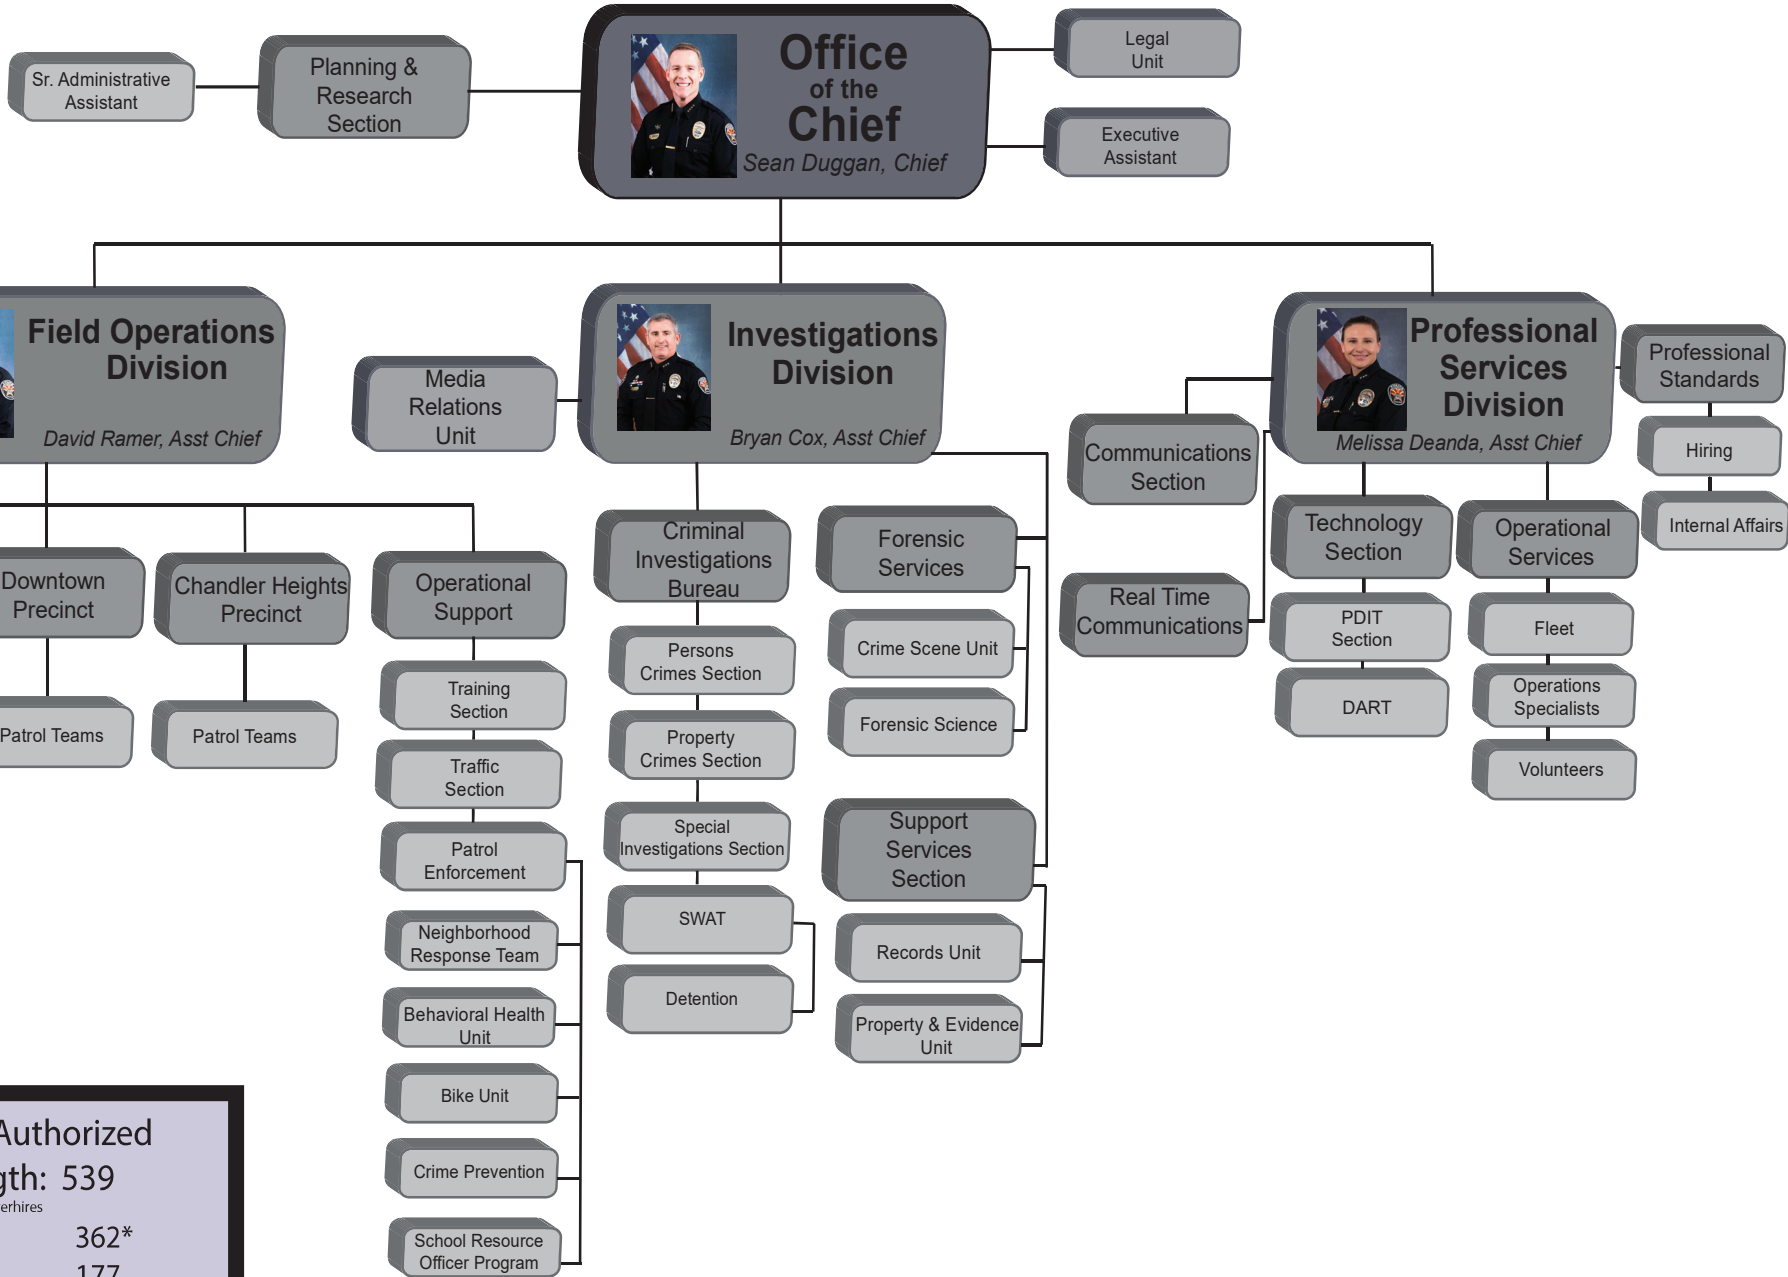 Sr. Administrative
Assistant
Planning &
Research
Section
Office
of the
Chief
Sean Duggan, Chief
Legal
Unit
Executive
Assistant
Field Operations
Division
David Ramer, Asst Chief
Media
Relations
Unit
Investigations
Division
Bryan Cox, Asst Chief
Professional
Services
Division
Melissa Deanda, Asst Chief
Professional
Standards
Hiring
Internal Affairs
Communications
Section
Real Time
Communications
Technology
Section
PDIT
Section
DART
Operational
Services
Fleet
Operations
Specialists
Volunteers
Downtown
Precinct
Patrol Teams
Chandler Heights
Precinct
Patrol Teams
Operational
Support
Training
Section
Traffic
Section
Patrol
Enforcement
Neighborhood
Response Team
Behavioral Health
Unit
Bike Unit
Crime Prevention
School Resource
Officer Program
Criminal
Investigations
Bureau
Persons
Crimes Section
Property
Crimes Section
Special
Investigations Section
SWAT
Detention
Forensic
Services
Crime Scene Unit
Forensic Science
Support
Services
Section
Records Unit
Property & Evidence
Unit
Authorized
gth: 539
erhires
362*
177